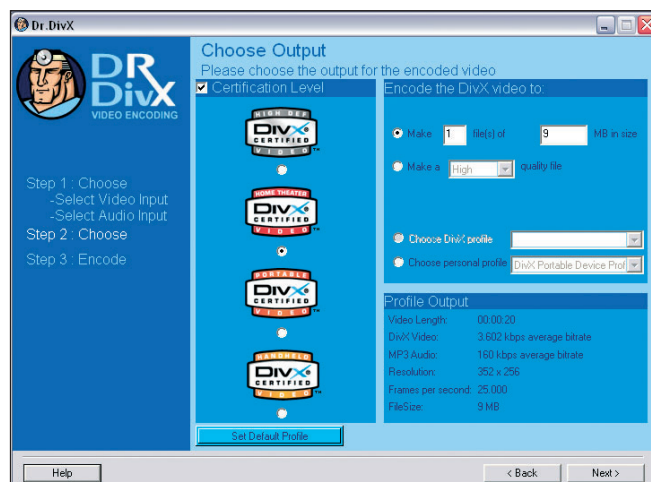 Dr.DivX
DR
DivX
VIDEO ENCODING
Step 1 : Choose
-Select Video Input
-Select Audio Input
Step 2 : Choose
Step 3 : Encode
Choose Output
Please choose the output for the encoded video
Certification Level
HIGH DEF
DIVX
CERTIFIED
VIDEO TM
HOME THEATER
DIVX
CERTIFIED
VIDEO TM
PORTABLE
DIVX
CERTIFIED
VIDEO TM
HANDHELD
DIVX
CERTIFIED
VIDEO TM
Set Default Profile
Encode the DivX video to:
Make 1 file(s) of 9 MB in size
Make a High quality file
Choose DivX profile
Choose personal profile DivX Portable Device Prof
Profile Output
Video Length: 00:00:20
DivX Video: 3.602 kbps average bitrate
MP3 Audio: 160 kbps average bitrate
Resolution: 352 x 256
Frames per second: 25.000
FileSize: 9 MB
Help
< Back
Next >